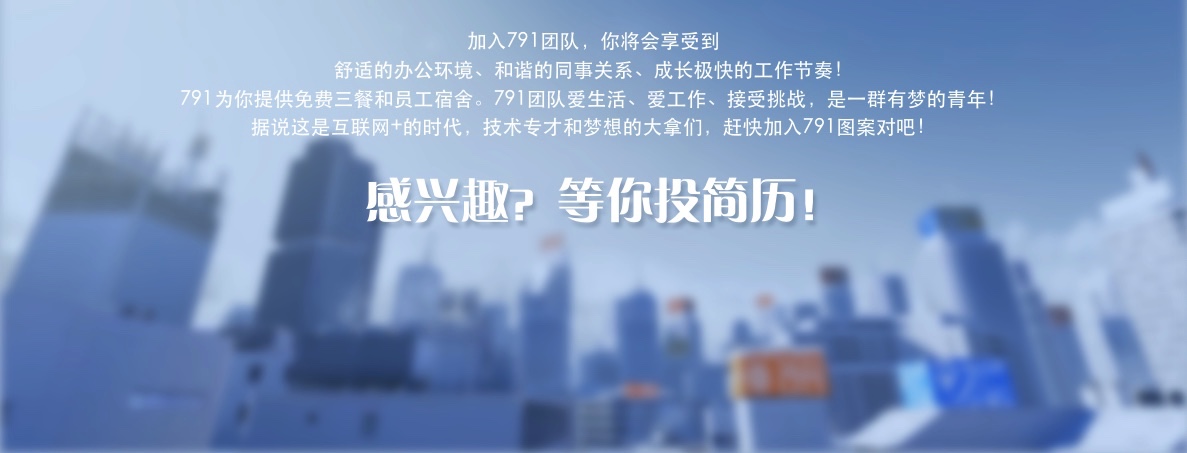 加入791团队，你将会享受到
舒适的办公环境、和谐的同事关系、成长极快的工作节奏！
791为你提供免费三餐和员工宿舍。791团队爱生活、爱工作、接受挑战，是一群有梦的青年！
据说这是互联网+的时代，技术专才和梦想的大拿们，赶快加入791图案对吧！
感兴趣？等你投简历！